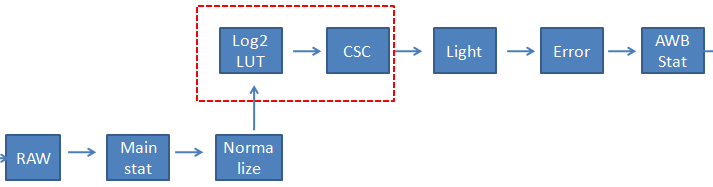 Log2
LUT
CSC
Light
Error
AWB
Stat
RAW
Main
stat
Norma
lize